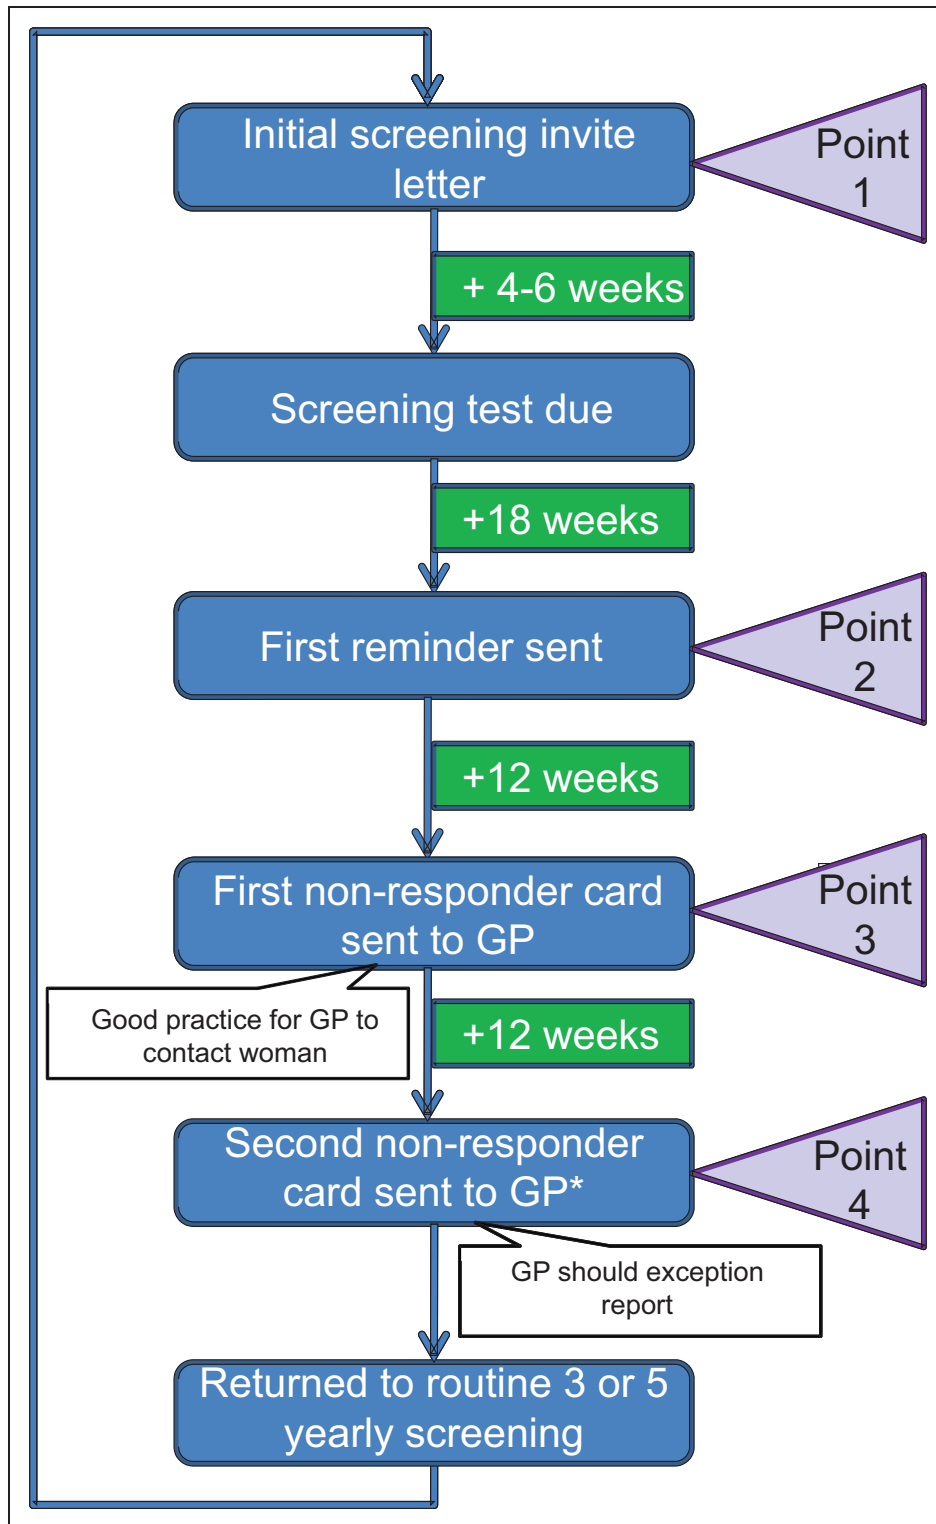 Initial screening invite
letter
Point
1
+ 4-6 weeks
Screening test due
+18 weeks
First reminder sent
Point
2
+12 weeks
First non-responder card
sent to GP
Point
3
Good practice for GP to
contact woman
+12 weeks
Second non-responder
card sent to GP*
Point
4
GP should exception
report
Returned to routine 3 or 5
yearly screening